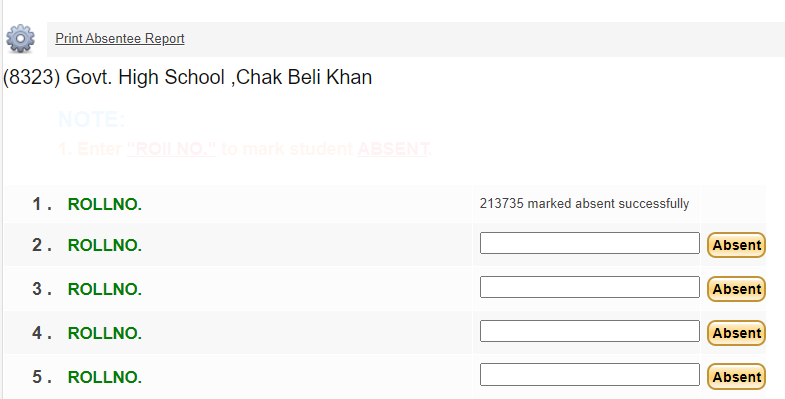 Print Absentee Report
(8323) Govt. High School ,Chak Beli Khan
NOTE:
1. Enter "ROll NO." to mark student ABSENT.
1 . ROLLNO. 213735 marked absent successfully
2 . ROLLNO. Absent
3 . ROLLNO. Absent
4 . ROLLNO. Absent
5 . ROLLNO. Absent